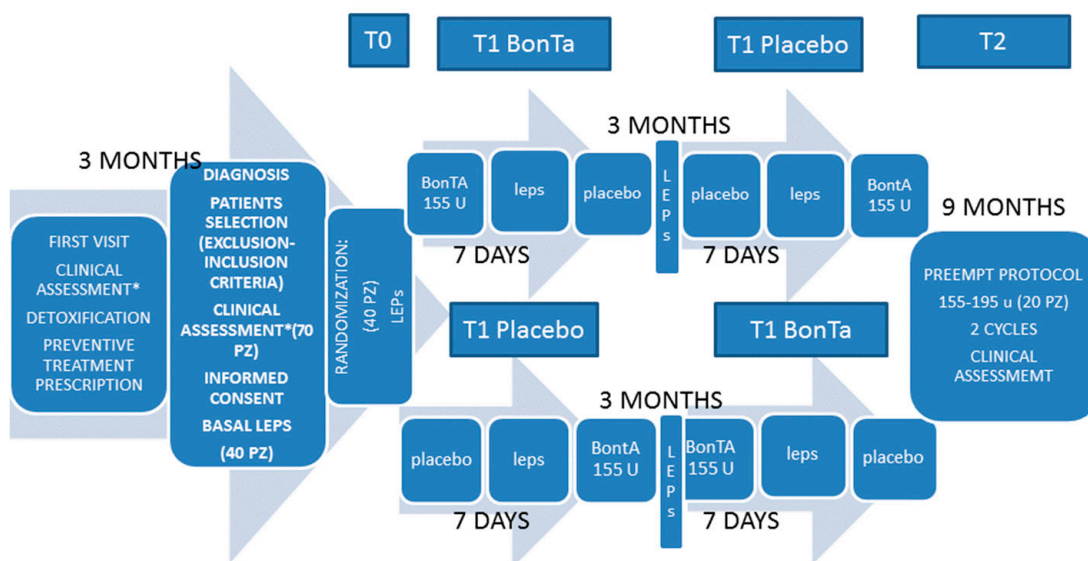 T0
T1 BonTa
T1 Placebo
T2
3 MONTHS
FIRST VISIT
CLINICAL
ASSESSMENT*
DETOXIFICATION
PREVENTIVE
TREATMENT
PRESCRIPTION
DIAGNOSIS
PATIENTS
SELECTION
(EXCLUSION-
INCLUSION
CRITERIA)
CLINICAL
ASSESSMENT*(70
PZ)
INFORMED
CONSENT
BASAL LEPS
(40 PZ)
RANDOMIZATION:
(40 PZ)
LEPs
BonTA
155 U
leps
placebo
7 DAYS
3 MONTHS
LEPs
placebo
leps
BontA
155 U
7 DAYS
T1 Placebo
T1 BonTa
placebo
leps
BontA
155 U
7 DAYS
3 MONTHS
LEPs
BonTA
155 U
leps
placebo
7 DAYS
9 MONTHS
PREEMPT PROTOCOL
155-195 u (20 PZ)
2 CYCLES
CLINICAL
ASSESSMEMT